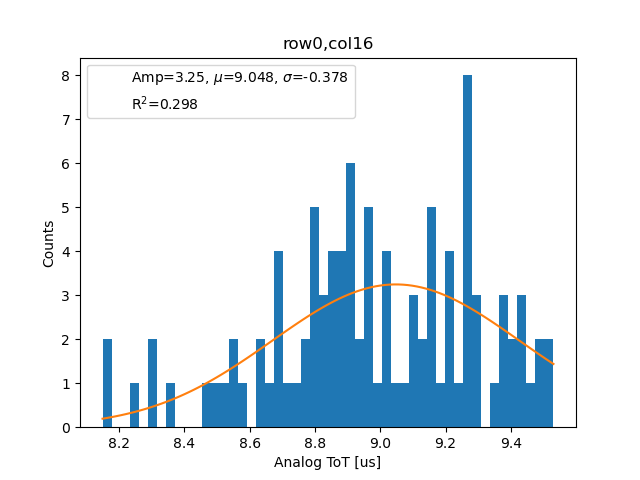 row0,col16
Amp=3.25, μ=9.048, σ=-0.378
R²=0.298
8
7
6
5
4
3
2
1
0
Counts
8.2 8.4 8.6 8.8 9.0 9.2 9.4
Analog ToT [us]